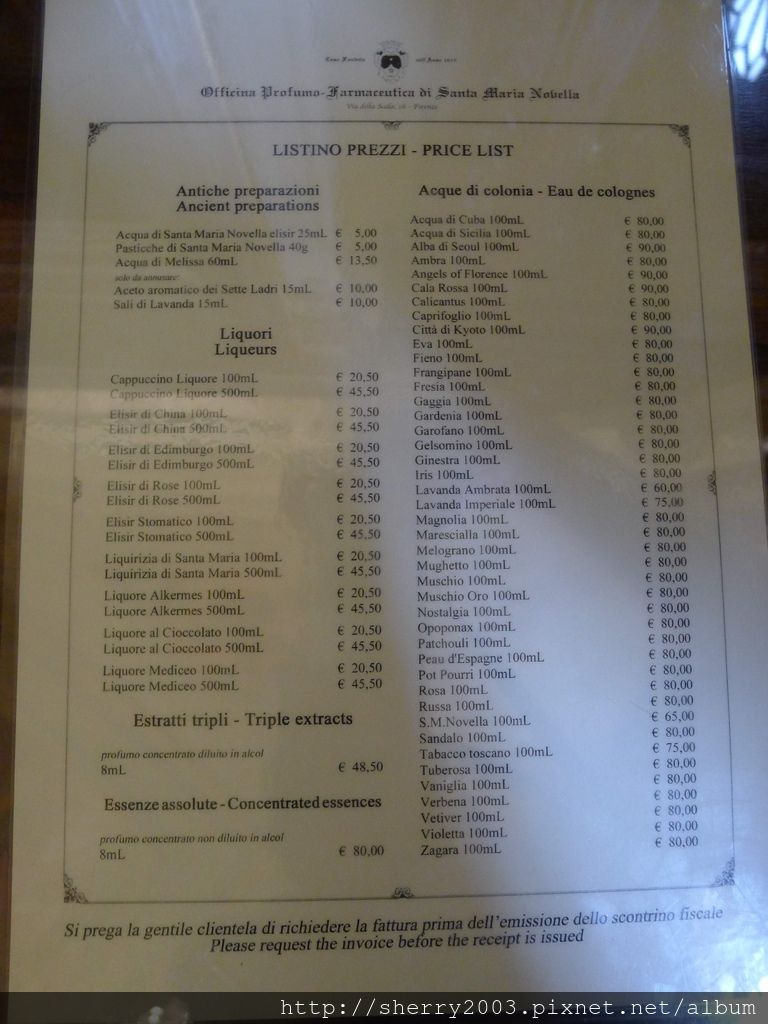 Casa Fondata nell'Anno 1612
Officina Profumo-Farmaceutica di Santa Maria Novella
Via della Scala, 16 - Firenze
LISTINO PREZZI - PRICE LIST
Antiche preparazioni
Ancient preparations
Acqua di Santa Maria Novella elisir 25mL € 5,00
Pasticche di Santa Maria Novella 40g € 5,00
Acqua di Melissa 60mL € 13,50
solo da annusare:
Aceto aromatico dei Sette Ladri 15mL € 10,00
Sali di Lavanda 15mL € 10,00
Liquori
Liqueurs
Cappuccino Liquore 100mL € 20,50
Cappuccino Liquore 500mL € 45,50
Elisir di China 100mL € 20,50
Elisir di China 500mL € 45,50
Elisir di Edimburgo 100mL € 20,50
Elisir di Edimburgo 500mL € 45,50
Elisir di Rose 100mL € 20,50
Elisir di Rose 500mL € 45,50
Elisir Stomatico 100mL € 20,50
Elisir Stomatico 500mL € 45,50
Liquirizia di Santa Maria 100mL € 20,50
Liquirizia di Santa Maria 500mL € 45,50
Liquore Alkermes 100mL € 20,50
Liquore Alkermes 500mL € 45,50
Liquore al Cioccolato 100mL € 20,50
Liquore al Cioccolato 500mL € 45,50
Liquore Mediceo 100mL € 20,50
Liquore Mediceo 500mL € 45,50
Estratti tripli - Triple extracts
profumo concentrato diluito in alcol
8mL € 48,50
Essenze assolute - Concentrated essences
profumo concentrato non diluito in alcol
8mL € 80,00
Acque di colonia - Eau de colognes
Acqua di Cuba 100mL € 80,00
Acqua di Sicilia 100mL € 80,00
Alba di Seoul 100mL € 90,00
Ambra 100mL € 80,00
Angels of Florence 100mL € 90,00
Cala Rossa 100mL € 90,00
Calicantus 100mL € 80,00
Caprifoglio 100mL € 80,00
Città di Kyoto 100mL € 90,00
Eva 100mL € 80,00
Fieno 100mL € 80,00
Frangipane 100mL € 80,00
Fresia 100mL € 80,00
Gaggia 100mL € 80,00
Gardenia 100mL € 80,00
Garofano 100mL € 80,00
Gelsomino 100mL € 80,00
Ginestra 100mL € 80,00
Iris 100mL € 80,00
Lavanda Ambrata 100mL € 60,00
Lavanda Imperiale 100mL € 75,00
Magnolia 100mL € 80,00
Marescialla 100mL € 80,00
Melograno 100mL € 80,00
Mughetto 100mL € 80,00
Muschio 100mL € 80,00
Muschio Oro 100mL € 80,00
Nostalgia 100mL € 80,00
Opoponax 100mL € 80,00
Patchouli 100mL € 80,00
Peau d'Espagne 100mL € 80,00
Pot Pourri 100mL € 80,00
Rosa 100mL € 80,00
Russa 100mL € 80,00
S.M.Novella 100mL € 65,00
Sandalo 100mL € 80,00
Tabacco toscano 100mL € 75,00
Tuberosa 100mL € 80,00
Vaniglia 100mL € 80,00
Verbena 100mL € 80,00
Vetiver 100mL € 80,00
Violetta 100mL € 80,00
Zagara 100mL € 80,00
Si prega la gentile clientela di richiedere la fattura prima dell'emissione dello scontrino fiscale
Please request the invoice before the receipt is issued
http://sherry2003.pixnet.net/album